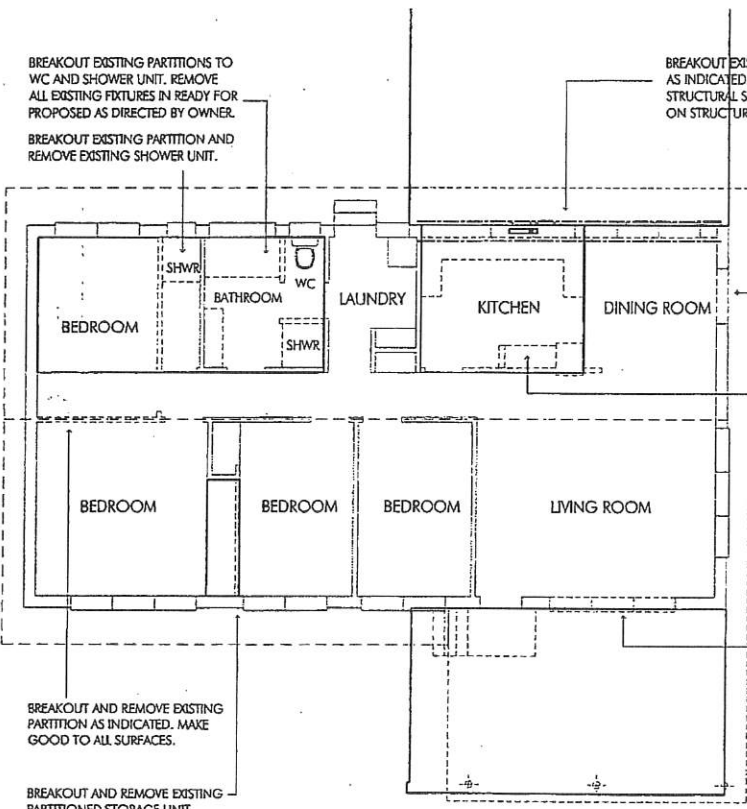 BREAKOUT EXISTING PARTITIONS TO
WC AND SHOWER UNIT. REMOVE
ALL EXISTING FIXTURES IN READY FOR
PROPOSED AS DIRECTED BY OWNER.
BREAKOUT EXISTING PARTITION AND
REMOVE EXISTING SHOWER UNIT.
BREAKOUT
AS INDICATED
STRUCTURAL
ON
SHWR
WC
BATHROOM
LAUNDRY
BEDROOM
KITCHEN
DINING ROOM
SHWR
BEDROOM
BEDROOM
BEDROOM
LIVING ROOM
BREAKOUT AND REMOVE EXISTING
PARTITION AS INDICATED. MAKE
GOOD TO ALL SURFACES.
BREAKOUT AND REMOVE EXISTING
PARTITIONED STORAGE UNIT